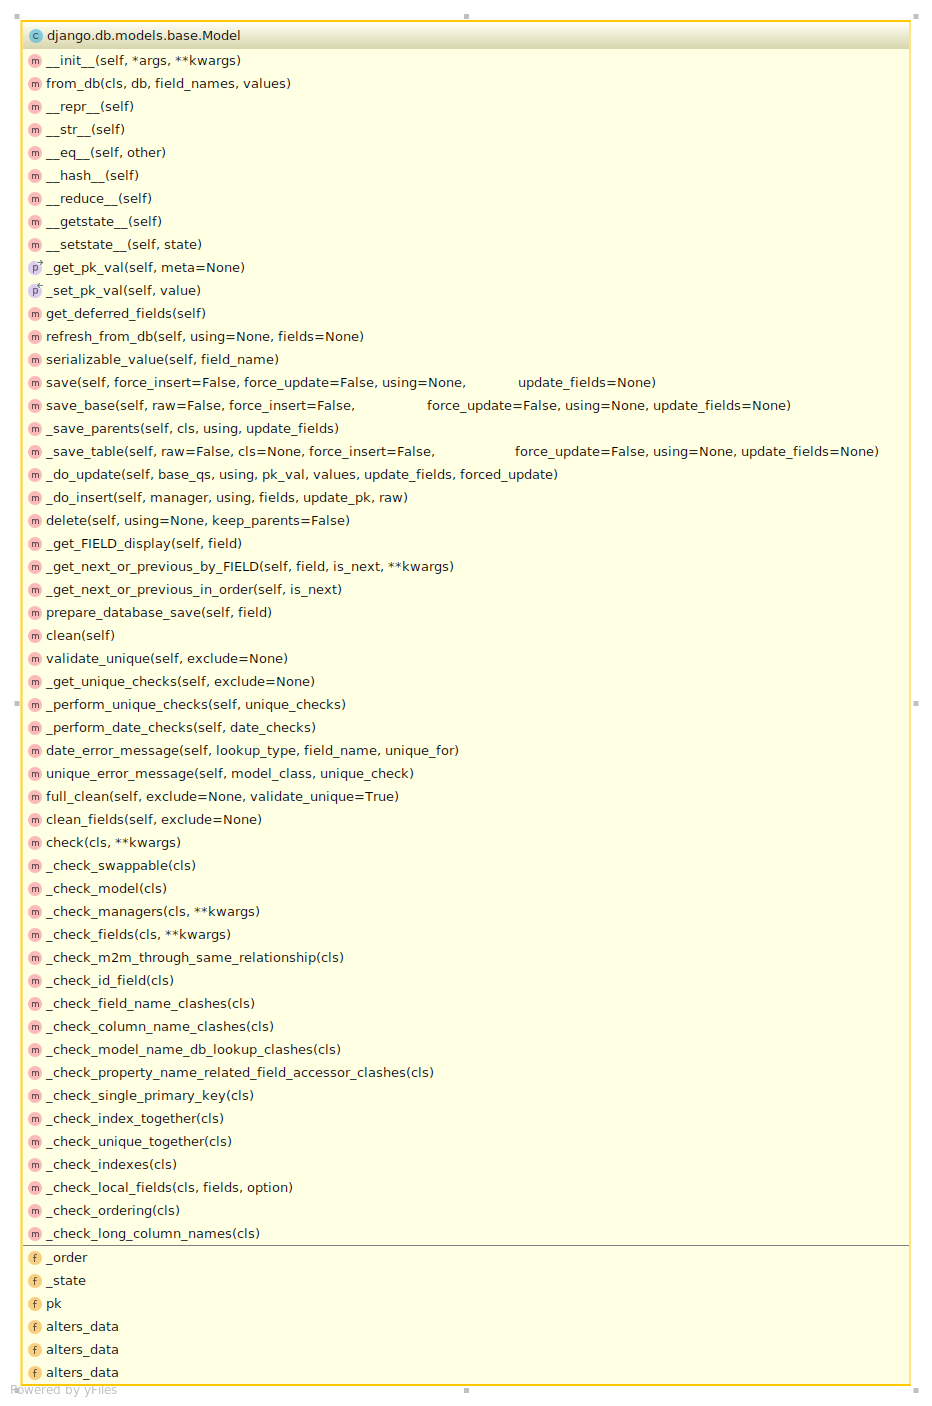 C django.db.models.base.Model
m __init__(self, *args, **kwargs)
m from_db(cls, db, field_names, values)
m __repr__(self)
m __str__(self)
m __eq__(self, other)
m __hash__(self)
m __reduce__(self)
m __getstate__(self)
m __setstate__(self, state)
p _get_pk_val(self, meta=None)
p _set_pk_val(self, value)
m get_deferred_fields(self)
m refresh_from_db(self, using=None, fields=None)
m serializable_value(self, field_name)
m save(self, force_insert=False, force_update=False, using=None, update_fields=None)
m save_base(self, raw=False, force_insert=False, force_update=False, using=None, update_fields=None)
m _save_parents(self, cls, using, update_fields)
m _save_table(self, raw=False, cls=None, force_insert=False, force_update=False, using=None, update_fields=None)
m _do_update(self, base_qs, using, pk_val, values, update_fields, forced_update)
m _do_insert(self, manager, using, fields, update_pk, raw)
m delete(self, using=None, keep_parents=False)
m _get_FIELD_display(self, field)
m _get_next_or_previous_by_FIELD(self, field, is_next, **kwargs)
m _get_next_or_previous_in_order(self, is_next)
m prepare_database_save(self, field)
m clean(self)
m validate_unique(self, exclude=None)
m _get_unique_checks(self, exclude=None)
m _perform_unique_checks(self, unique_checks)
m _perform_date_checks(self, date_checks)
m date_error_message(self, lookup_type, field_name, unique_for)
m unique_error_message(self, model_class, unique_check)
m full_clean(self, exclude=None, validate_unique=True)
m clean_fields(self, exclude=None)
m check(cls, **kwargs)
m _check_swappable(cls)
m _check_model(cls)
m _check_managers(cls, **kwargs)
m _check_fields(cls, **kwargs)
m _check_m2m_through_same_relationship(cls)
m _check_id_field(cls)
m _check_field_name_clashes(cls)
m _check_column_name_clashes(cls)
m _check_model_name_db_lookup_clashes(cls)
m _check_property_name_related_field_accessor_clashes(cls)
m _check_single_primary_key(cls)
m _check_index_together(cls)
m _check_unique_together(cls)
m _check_indexes(cls)
m _check_local_fields(cls, fields, option)
m _check_ordering(cls)
m _check_long_column_names(cls)
f _order
f _state
f pk
f alters_data
f alters_data
f alters_data
Powered by yFiles